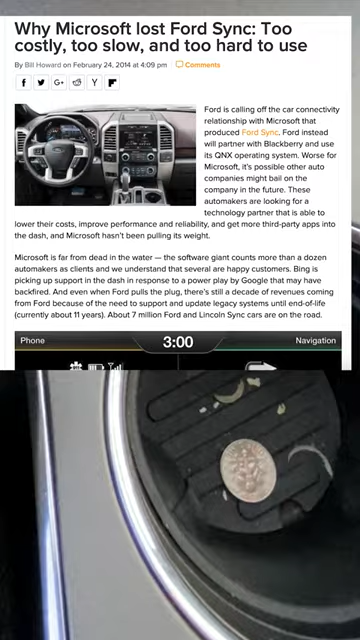 Why Microsoft lost Ford Sync: Too
costly, too slow, and too hard to use
By Bill Howard on February 24, 2014 at 4:09 pm Comments
Ford is calling off the car connectivity
relationship with Microsoft that
produced Ford Sync. Ford instead
will partner with Blackberry and use
its QNX operating system. Worse for
Microsoft, it's possible other auto
companies might bail on the
company in the future. These
automakers are looking for a
technology partner that is able to
lower their costs, improve performance and reliability, and get more third-party apps into
the dash, and Microsoft hasn't been pulling its weight.
Microsoft is far from dead in the water — the software giant counts more than a dozen
automakers as clients and we understand that several are happy customers. Bing is
picking up support in the dash in response to a power play by Google that may have
backfired. And even when Ford pulls the plug, there's still a decade of revenues coming
from Ford because of the need to support and update legacy systems until end-of-life
(currently about 11 years). About 7 million Ford and Lincoln Sync cars are on the road.
Phone 3:00 Navigation